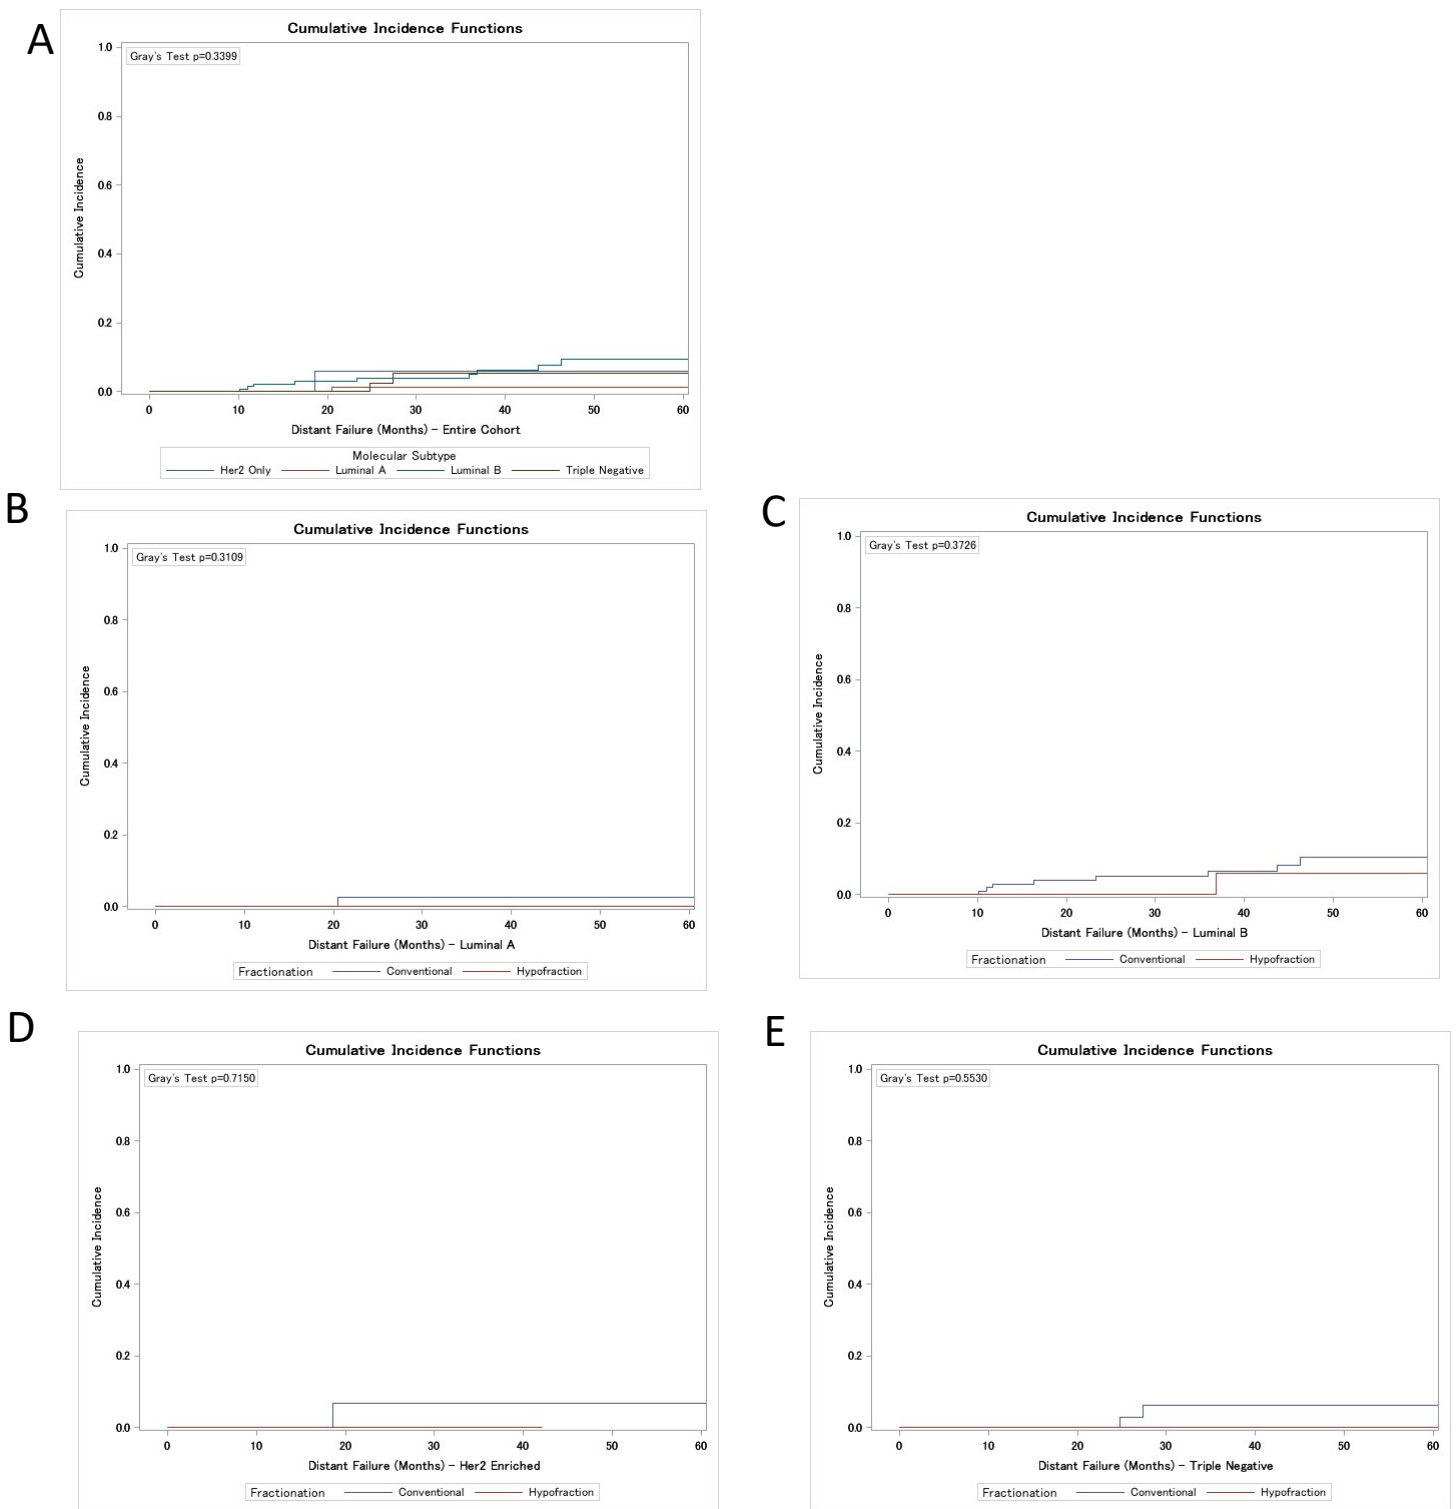 A
Cumulative Incidence Functions
Gray's Test p=0.3399
1.0
0.8
0.6
0.4
0.2
0.0
Cumulative Incidence
0 10 20 30 40 50 60
Distant Failure (Months) - Entire Cohort
Molecular Subtype
Her2 Only Luminal A Luminal B Triple Negative
B
Cumulative Incidence Functions
Gray's Test p=0.3109
1.0
0.8
0.6
0.4
0.2
0.0
Cumulative Incidence
0 10 20 30 40 50 60
Distant Failure (Months) - Luminal A
Fractionation Conventional Hypofraction
C
Cumulative Incidence Functions
Gray's Test p=0.3726
1.0
0.8
0.6
0.4
0.2
0.0
Cumulative Incidence
0 10 20 30 40 50 60
Distant Failure (Months) - Luminal B
Fractionation Conventional Hypofraction
D
Cumulative Incidence Functions
Gray's Test p=0.7150
1.0
0.8
0.6
0.4
0.2
0.0
Cumulative Incidence
0 10 20 30 40 50 60
Distant Failure (Months) - Her2 Enriched
Fractionation Conventional Hypofraction
E
Cumulative Incidence Functions
Gray's Test p=0.5530
1.0
0.8
0.6
0.4
0.2
0.0
Cumulative Incidence
0 10 20 30 40 50 60
Distant Failure (Months) - Triple Negative
Fractionation Conventional Hypofraction